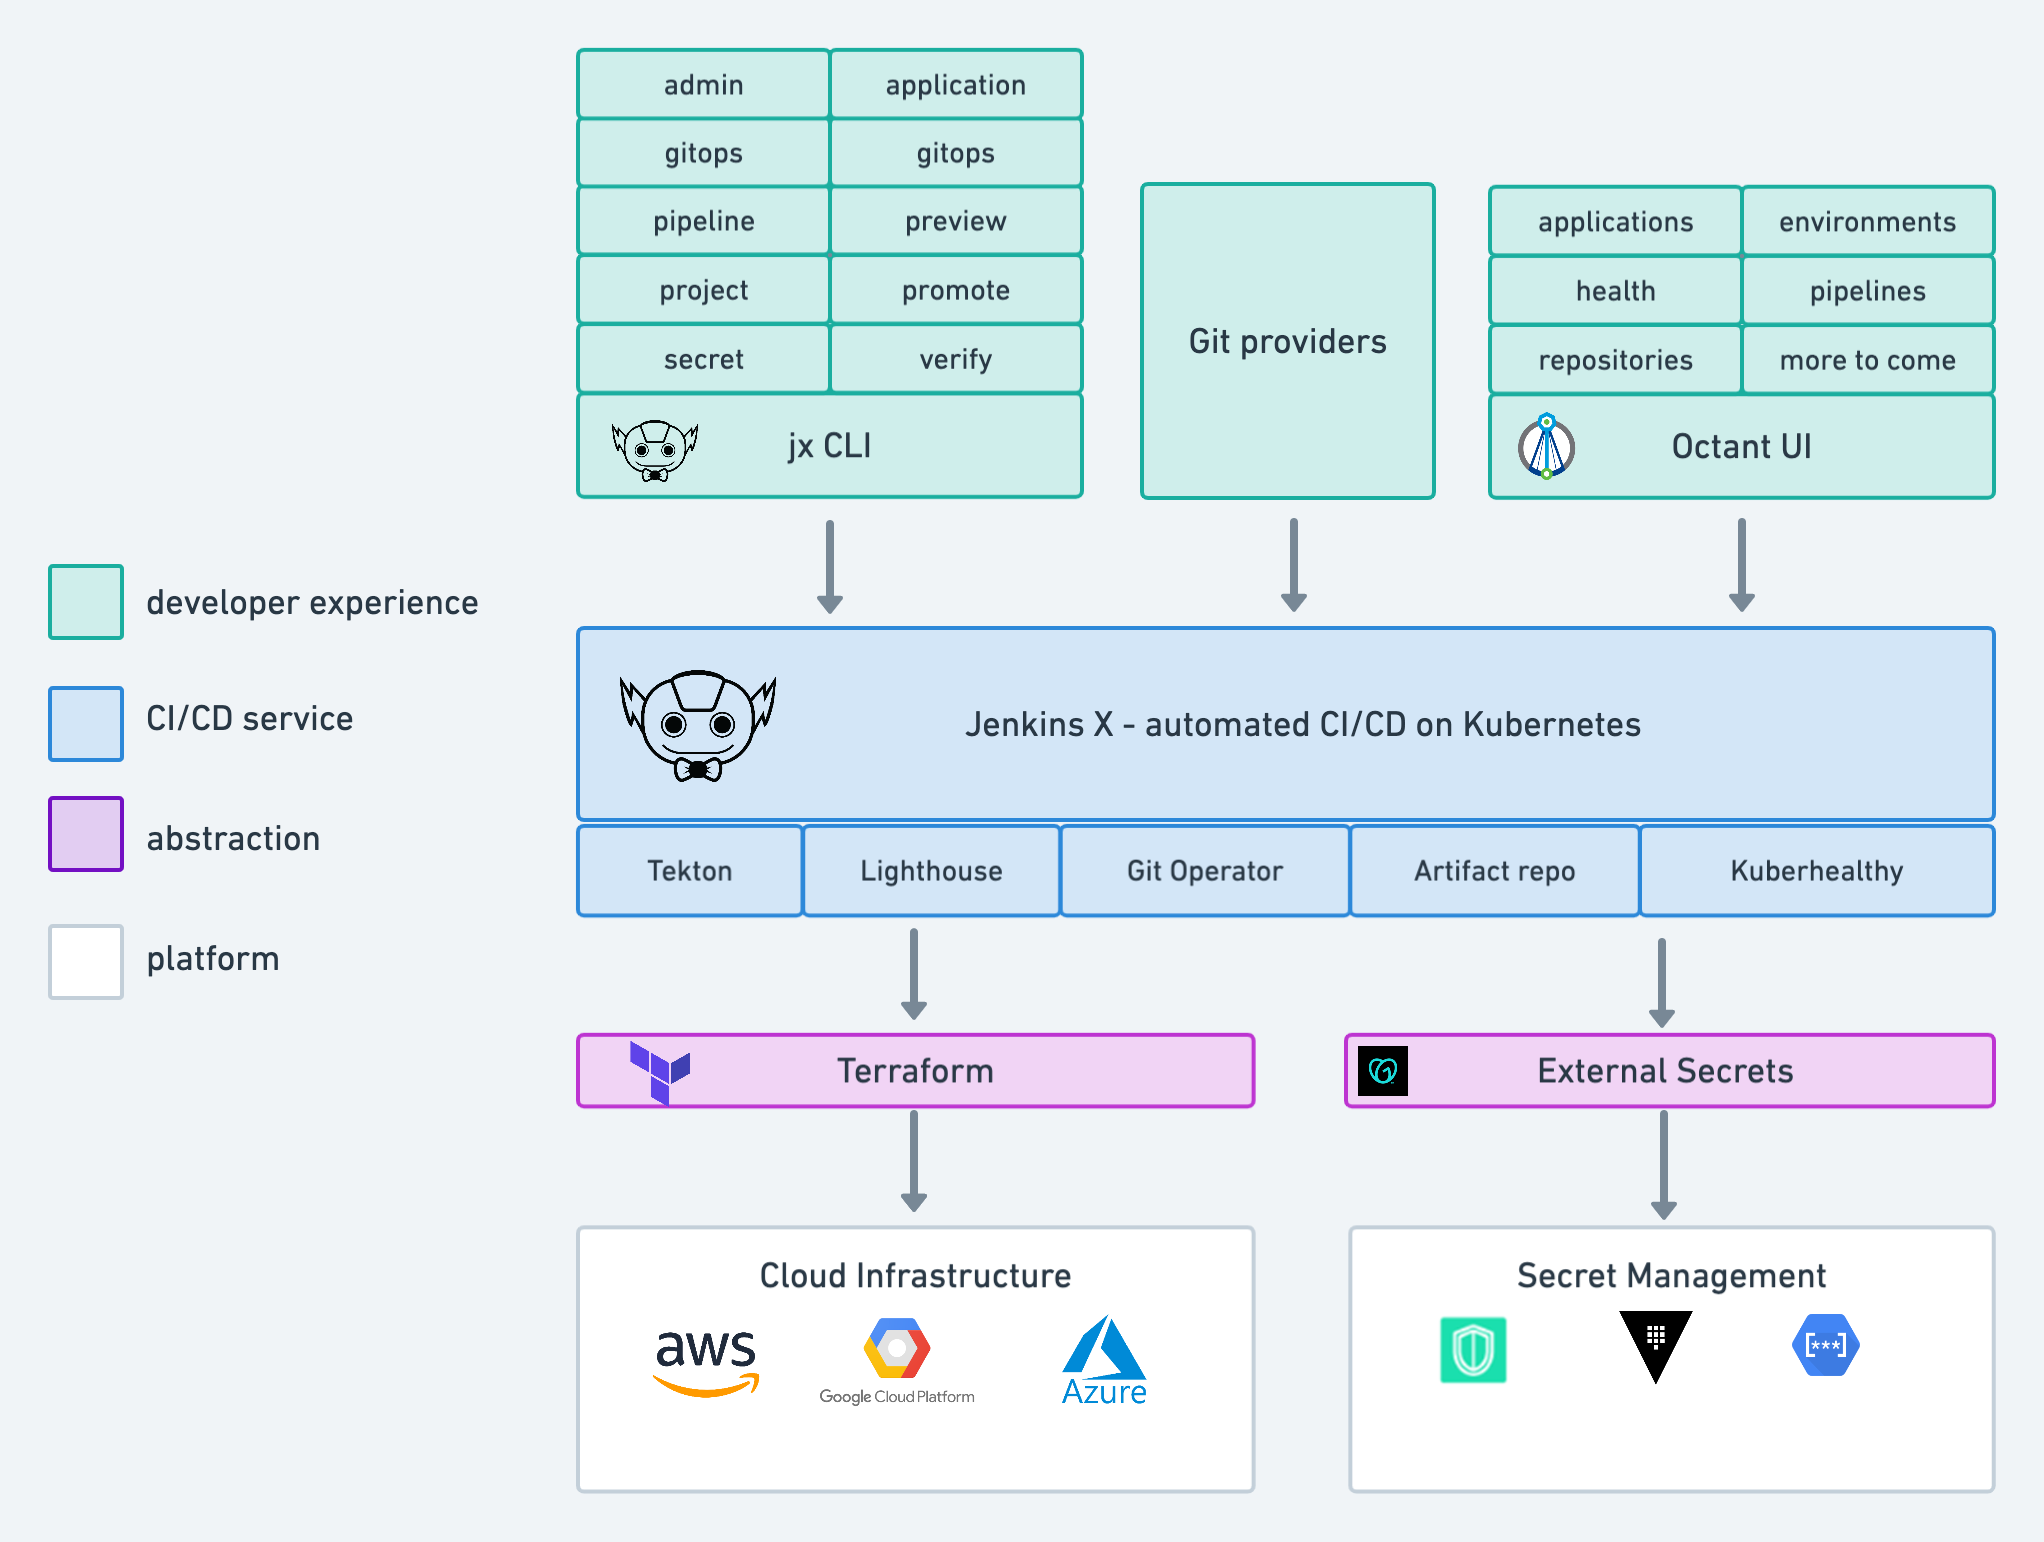 admin
application
gitops
gitops
pipeline
preview
project
promote
secret
verify
jx CLI
Git providers
applications
environments
health
pipelines
repositories
more to come
Octant UI
developer experience
CI/CD service
abstraction
platform
Jenkins X - automated CI/CD on Kubernetes
Tekton
Lighthouse
Git Operator
Artifact repo
Kuberhealthy
Terraform
External Secrets
Cloud Infrastructure
aws
Google Cloud Platform
Azure
Secret Management
[***]